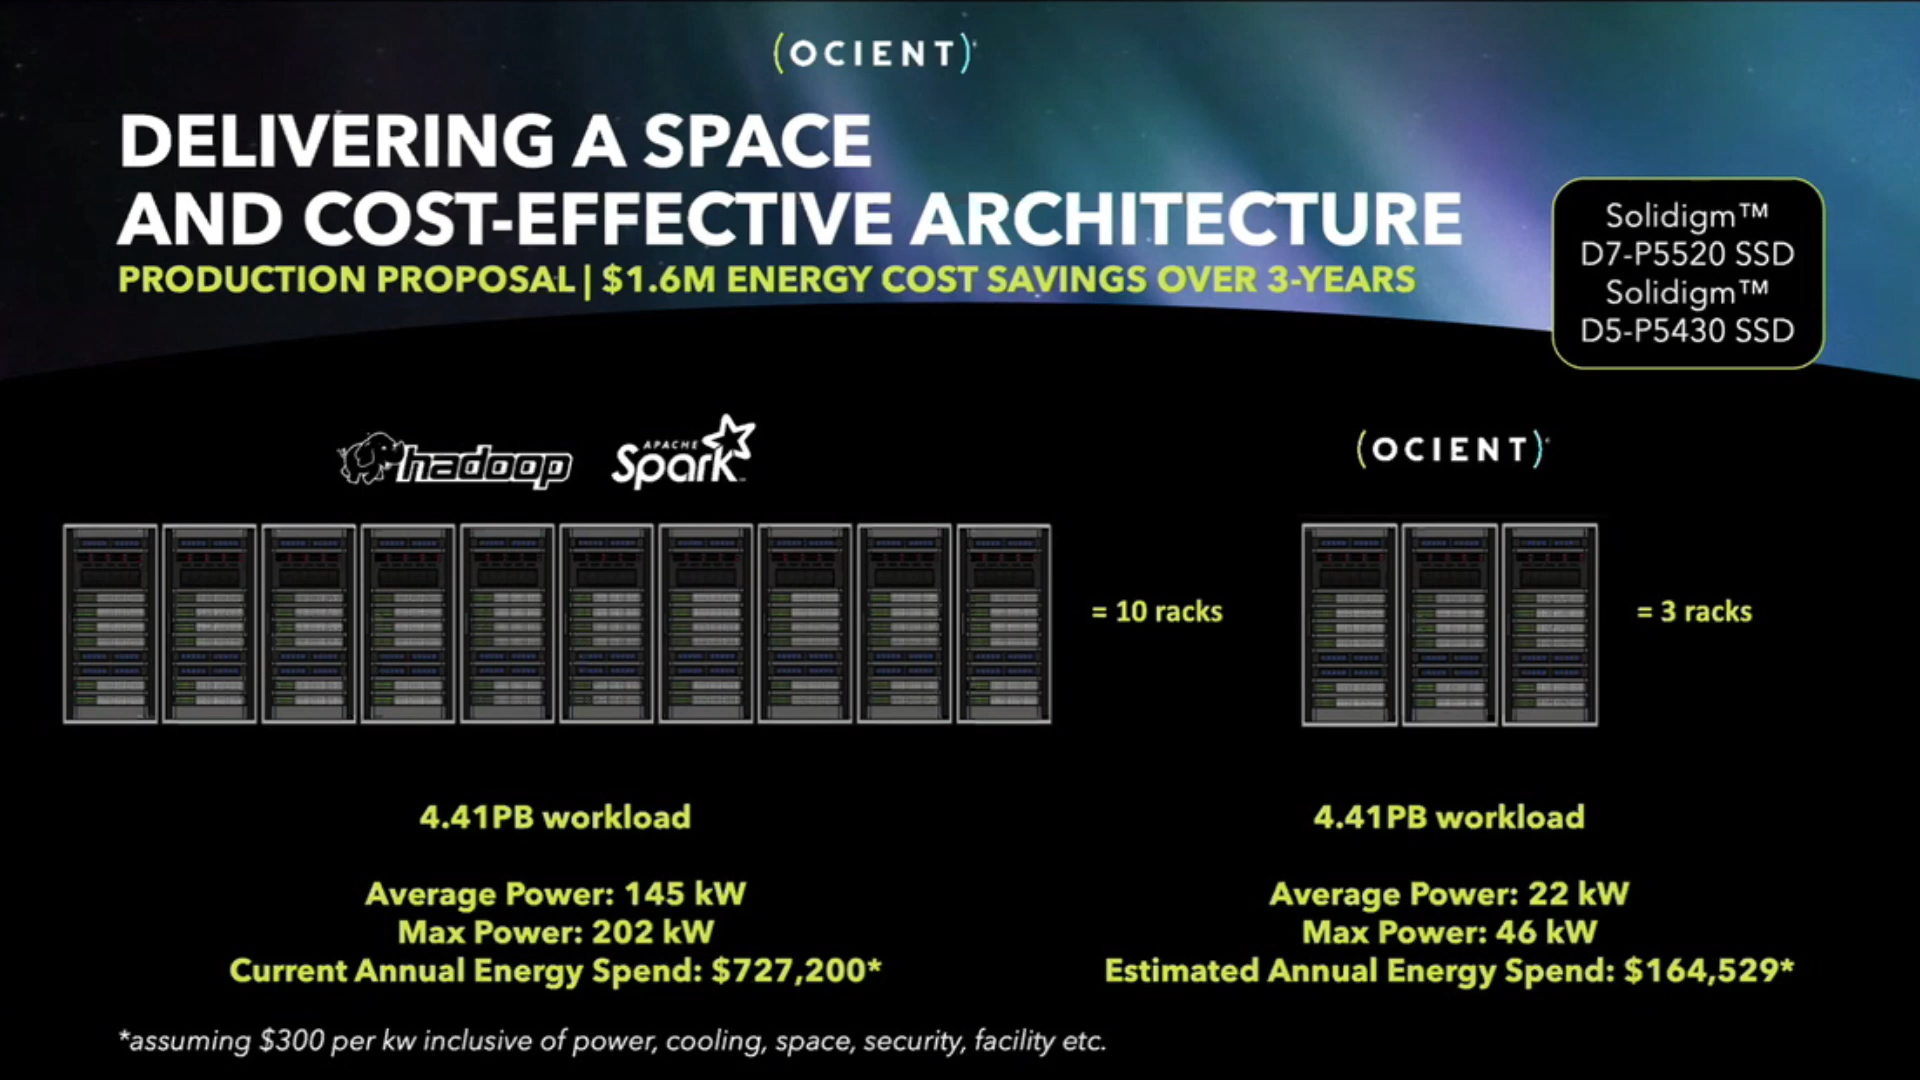 (OCIENT)
DELIVERING A SPACE
AND COST-EFFECTIVE ARCHITECTURE
PRODUCTION PROPOSAL | $1.6M ENERGY COST SAVINGS OVER 3-YEARS
Solidigm™
D7-P5520 SSD
Solidigm™
D5-P5430 SSD
hadoop
APACHE
Spark™
(OCIENT)
= 10 racks
= 3 racks
4.41PB workload
Average Power: 145 kW
Max Power: 202 kW
Current Annual Energy Spend: $727,200*
4.41PB workload
Average Power: 22 kW
Max Power: 46 kW
Estimated Annual Energy Spend: $164,529*
*assuming $300 per kw inclusive of power, cooling, space, security, facility etc.